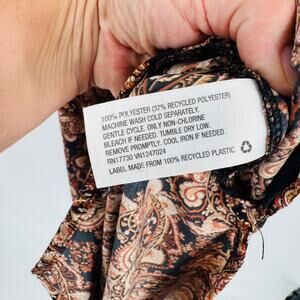 100% POLYESTER (37% RECYCLED POLYESTER)
MACHINE WASH COLD SEPARATELY.
GENTLE CYCLE. ONLY NON-CHLORINE
BLEACH IF NEEDED. TUMBLE DRY LOW.
REMOVE PROMPTLY. COOL IRON IF NEEDED.
RN17730 VN1247024
LABEL MADE FROM 100% RECYCLED PLASTIC